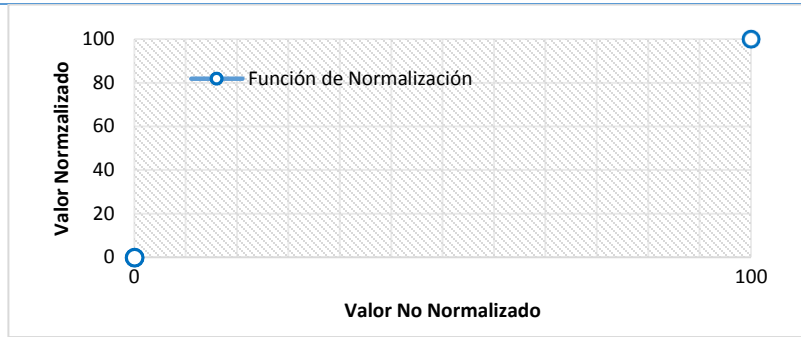 Valor Normzalizado
100
80
60
40
20
0
Función de Normalización
0 100
Valor No Normalizado